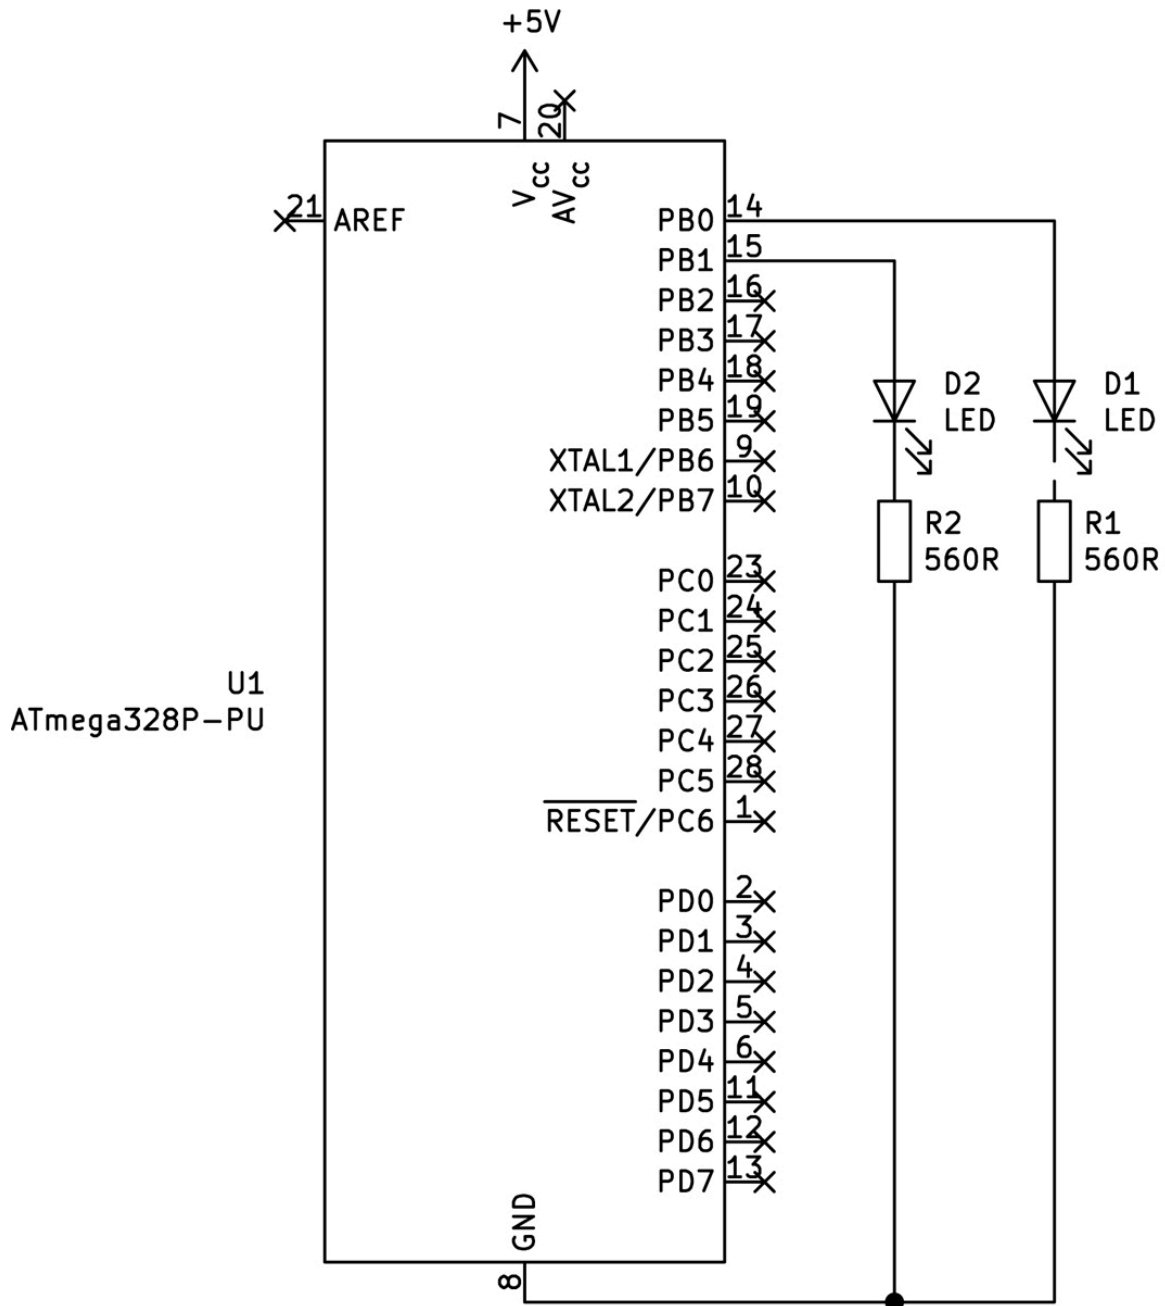 +5V
7
20
VCC
AVCC
21
AREF
PB0 14
PB1 15
PB2 16
PB3 17
PB4 18
PB5 19
XTAL1/PB6 9
XTAL2/PB7 10
D2
LED
D1
LED
R2
560R
R1
560R
PC0 23
PC1 24
PC2 25
PC3 26
PC4 27
PC5 28
RESET/PC6 1
U1
ATmega328P-PU
PD0 2
PD1 3
PD2 4
PD3 5
PD4 6
PD5 11
PD6 12
PD7 13
GND
8